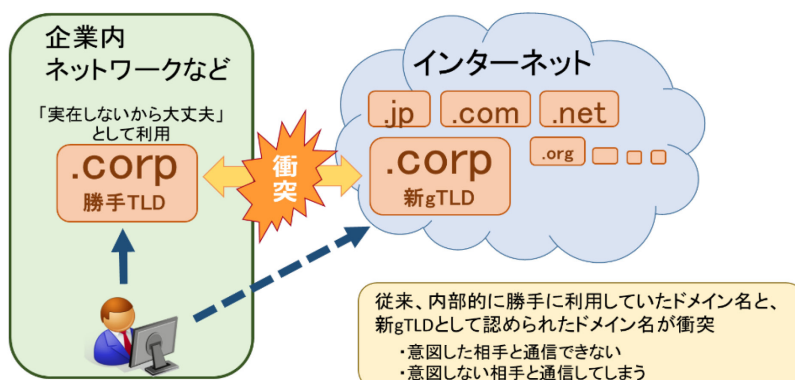 企業内
ネットワークなど
「実在しないから大丈夫」
として利用
.corp
勝手TLD
衝突
インターネット
.jp
.com
.net
.corp
新gTLD
.org
従来、内部的に勝手に利用していたドメイン名と、
新gTLDとして認められたドメイン名が衝突
・意図した相手と通信できない
・意図しない相手と通信してしまう